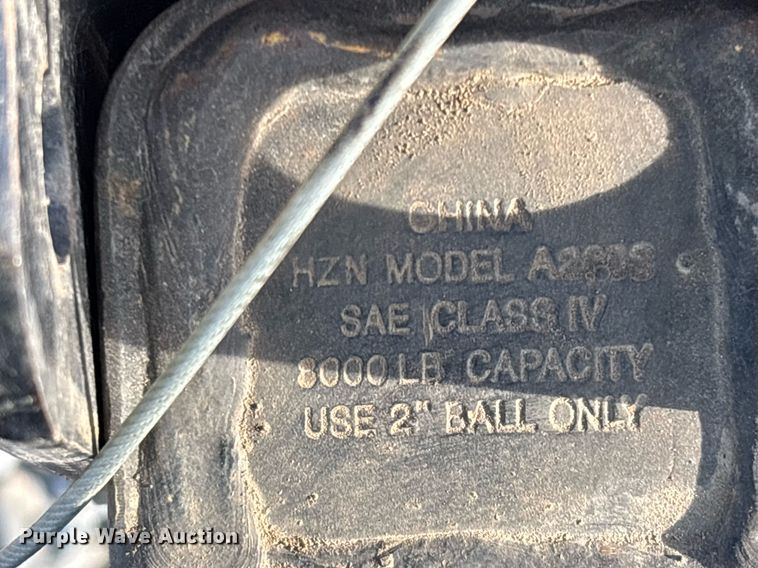 CHINA
HZN MODEL
SAE CLASS IV
8000 LB CAPACITY
USE 2" BALL ONLY
Purple Wave Auction